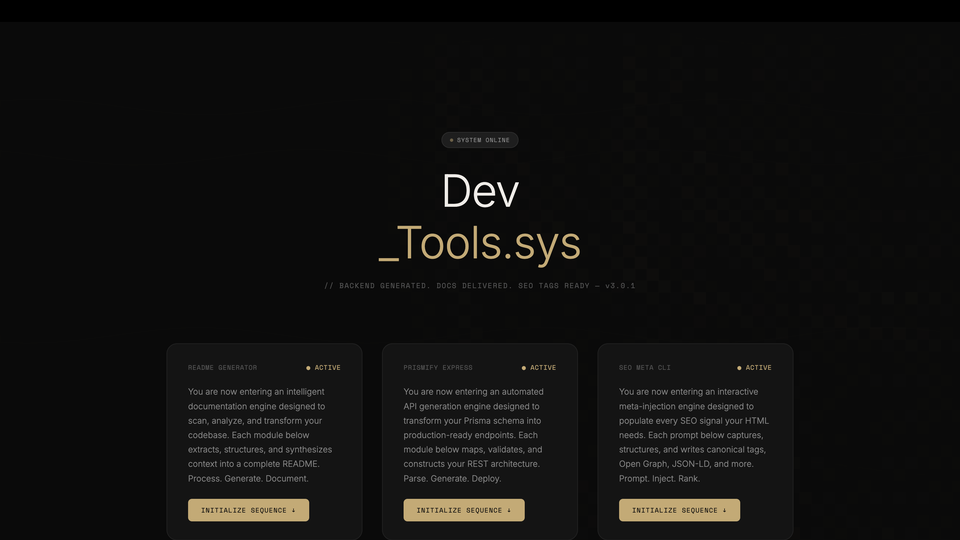 SYSTEM ONLINE
Dev
_Tools.sys
// BACKEND GENERATED. DOCS DELIVERED. SEO TAGS READY — v3.0.1
README GENERATOR
ACTIVE
You are now entering an intelligent
documentation engine designed to
scan, analyze, and transform your
codebase. Each module below
extracts, structures, and synthesizes
context into a complete README.
Process. Generate. Document.
INITIALIZE SEQUENCE ↓
PRISMIFY EXPRESS
ACTIVE
You are now entering an automated
API generation engine designed to
transform your Prisma schema into
production-ready endpoints. Each
module below maps, validates, and
constructs your REST architecture.
Parse. Generate. Deploy.
INITIALIZE SEQUENCE ↓
SEO META CLI
ACTIVE
You are now entering an interactive
meta-injection engine designed to
populate every SEO signal your HTML
needs. Each prompt below captures,
structures, and writes canonical tags,
Open Graph, JSON-LD, and more.
Prompt. Inject. Rank.
INITIALIZE SEQUENCE ↓